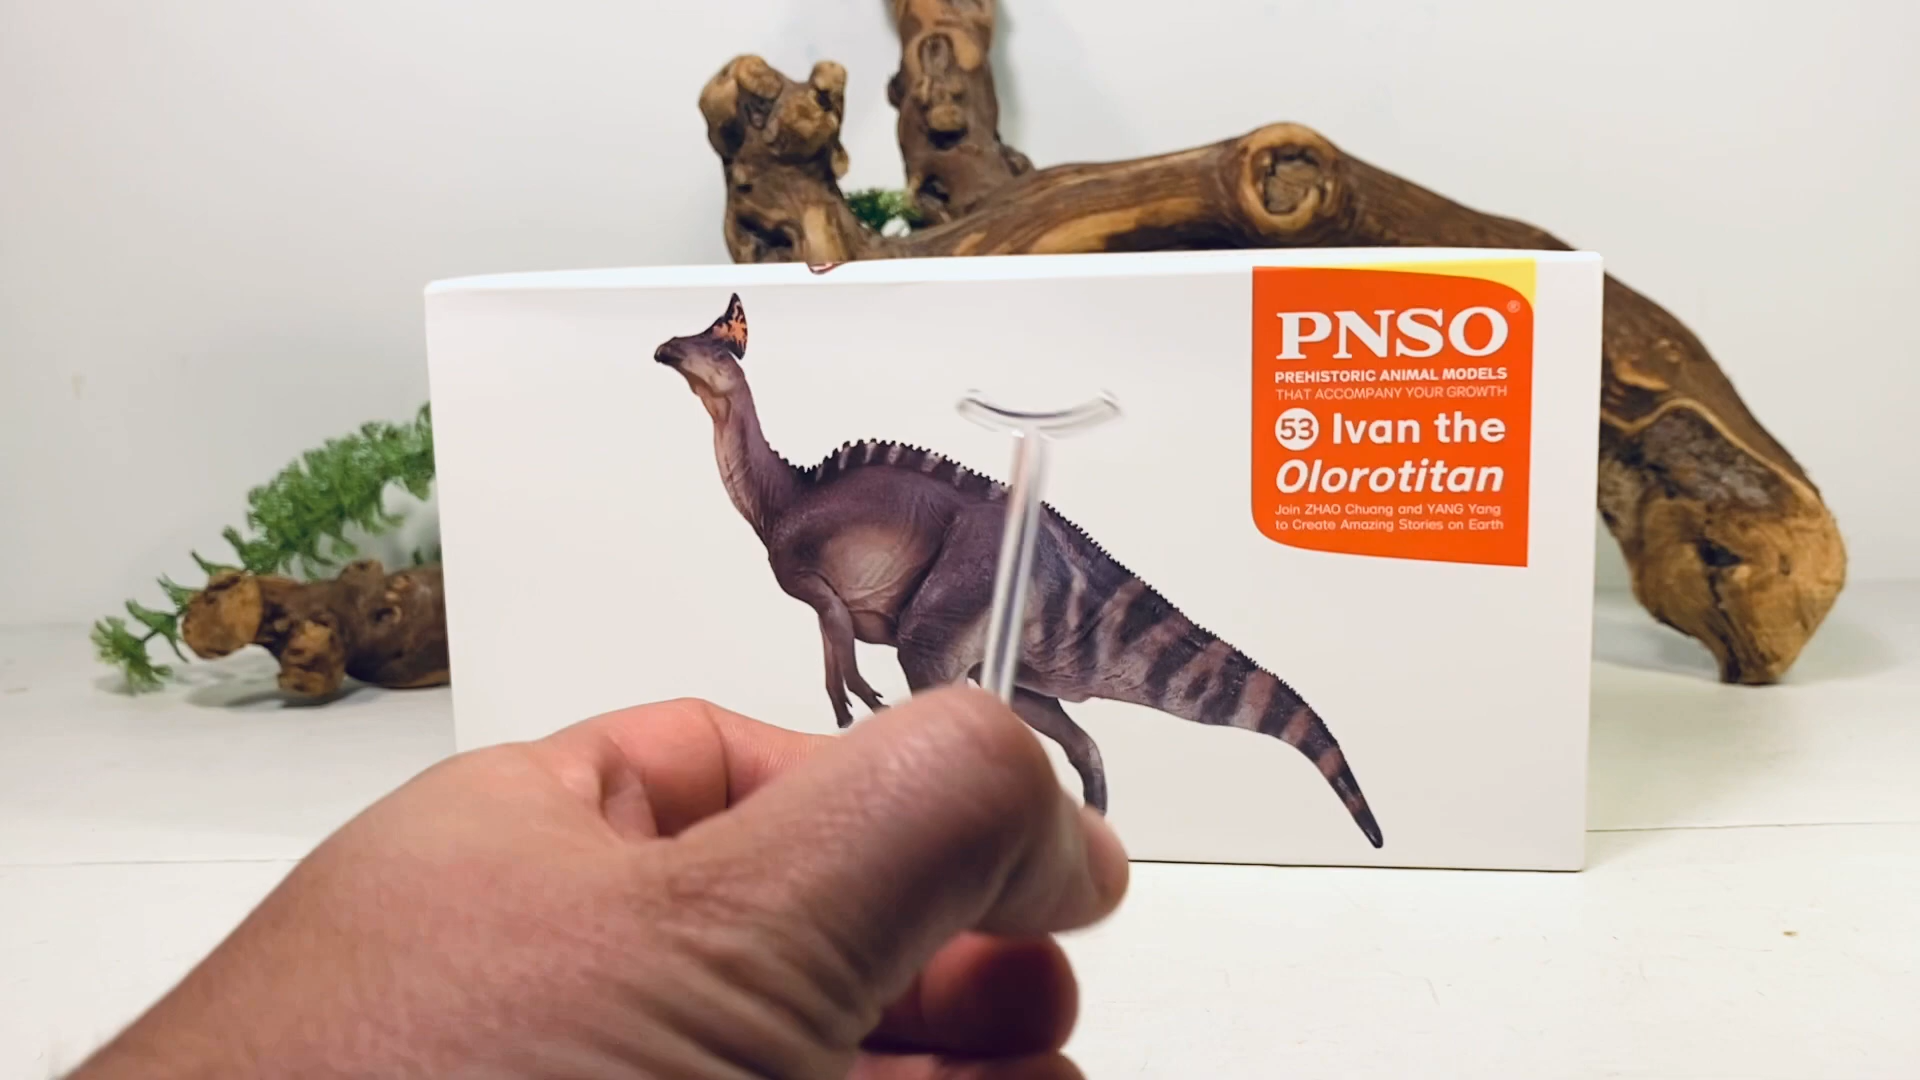 PNSO®
PREHISTORIC ANIMAL MODELS
THAT ACCOMPANY YOUR GROWTH
53 Ivan the
Olorotitan
Join ZHAO Chuang and YANG Yang
to Create Amazing Stories on Earth